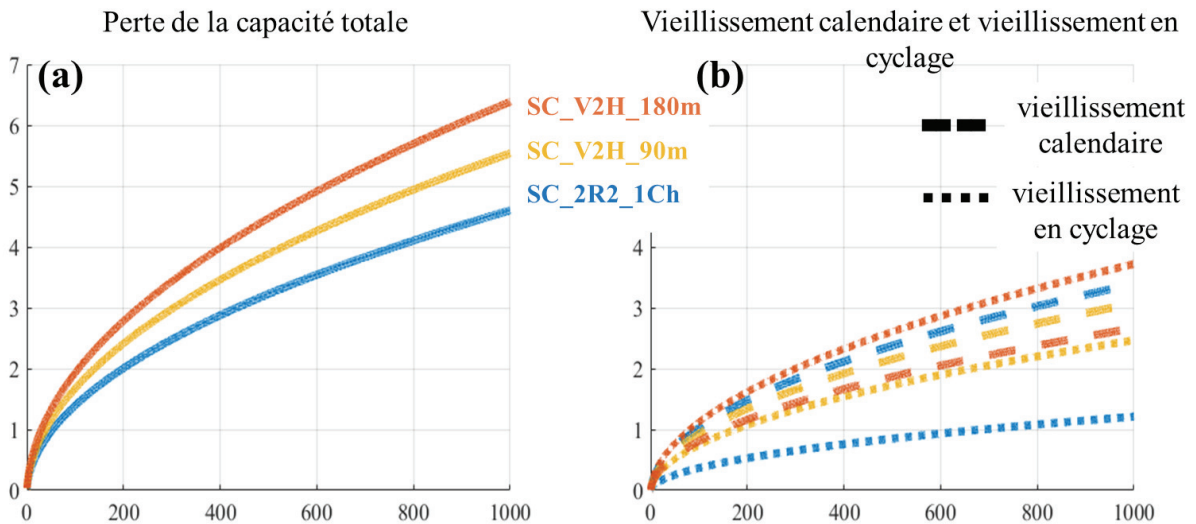 Perte de la capacité totale
Vieillissement calendaire et vieillissement en
cyclage
(a)
(b)
7
6
5
4
3
2
1
0
0
200
400
600
800
1000
SC_V2H_180m
SC_V2H_90m
SC_2R2_1Ch
vieillissement
calendaire
vieillissement
en cyclage
4
3
2
1
0
0
200
400
600
800
1000